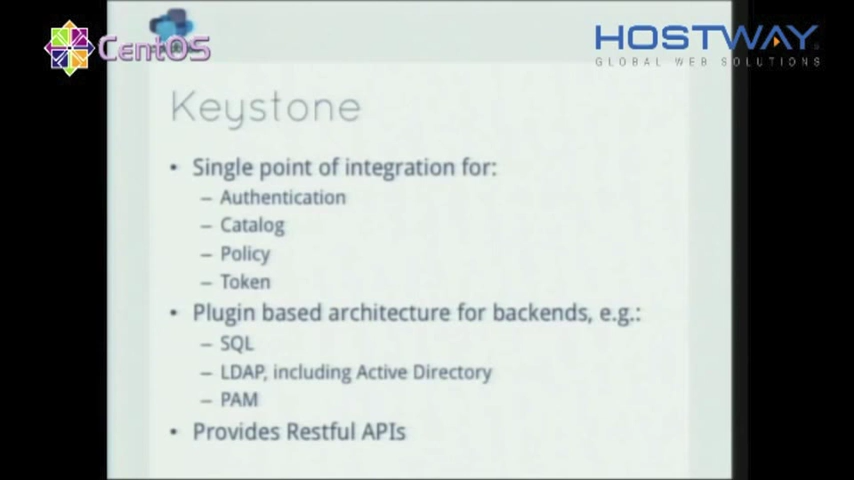 CentOS
HOSTWAY
GLOBAL WEB SOLUTIONS
Keystone
• Single point of integration for:
– Authentication
– Catalog
– Policy
– Token
• Plugin based architecture for backends, e.g.:
– SQL
– LDAP, including Active Directory
– PAM
• Provides Restful APIs